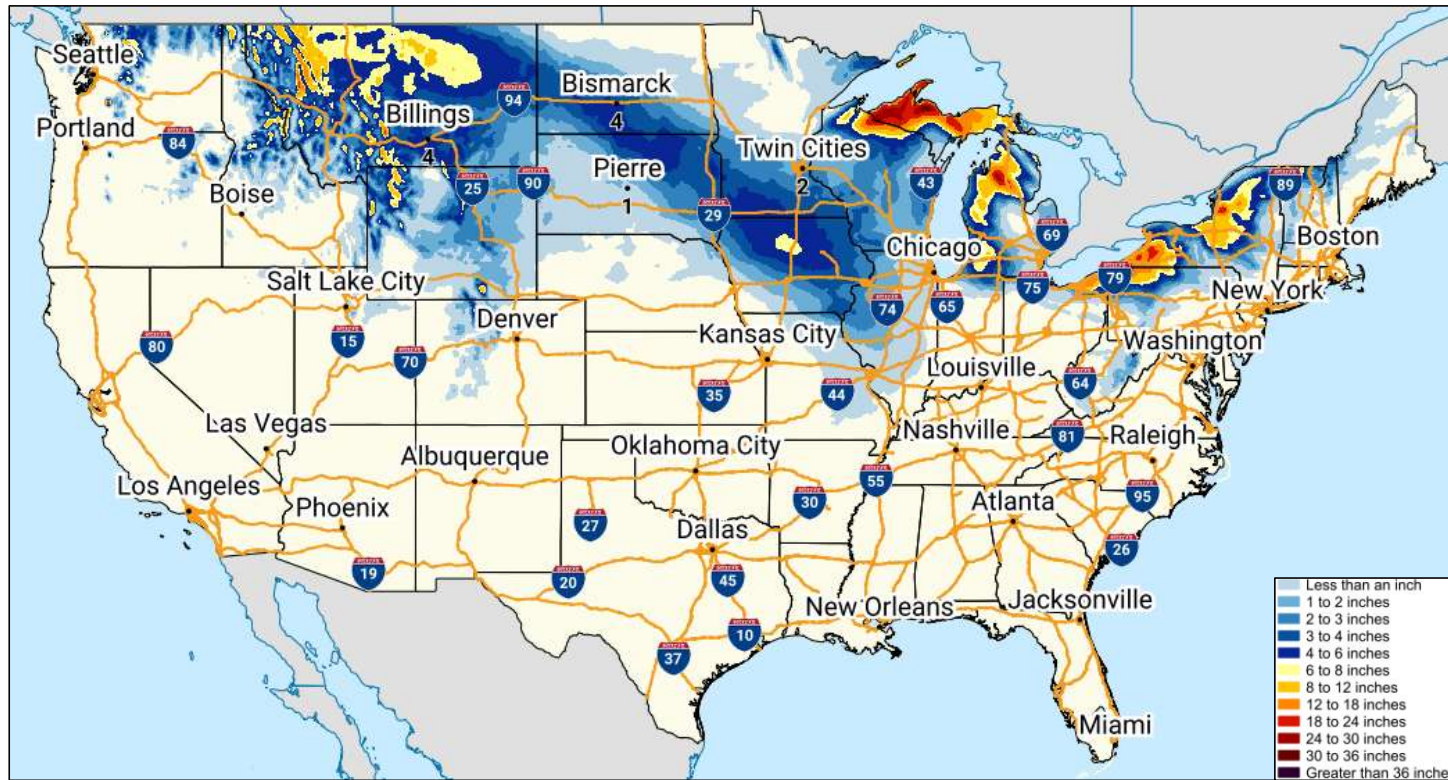 Seattle
Bismarck
Billings
94
4
Portland
84
4
Twin Cities
Pierre
25
90
2
43
89
Boise
1
29
69
Boston
Chicago
Salt Lake City
75
79
New York
74
65
Denver
80
15
Kansas City
Washington
70
Louisville
64
35
44
Las Vegas
Nashville
81
Raleigh
Albuquerque
Oklahoma City
Los Angeles
55
95
Phoenix
30
Atlanta
27
Dallas
26
19
20
45
New Orleans
Jacksonville
10
37
Miami
Less than an inch
1 to 2 inches
2 to 3 inches
3 to 4 inches
4 to 6 inches
6 to 8 inches
8 to 12 inches
12 to 18 inches
18 to 24 inches
24 to 30 inches
30 to 36 inches
Greater than 36 inche